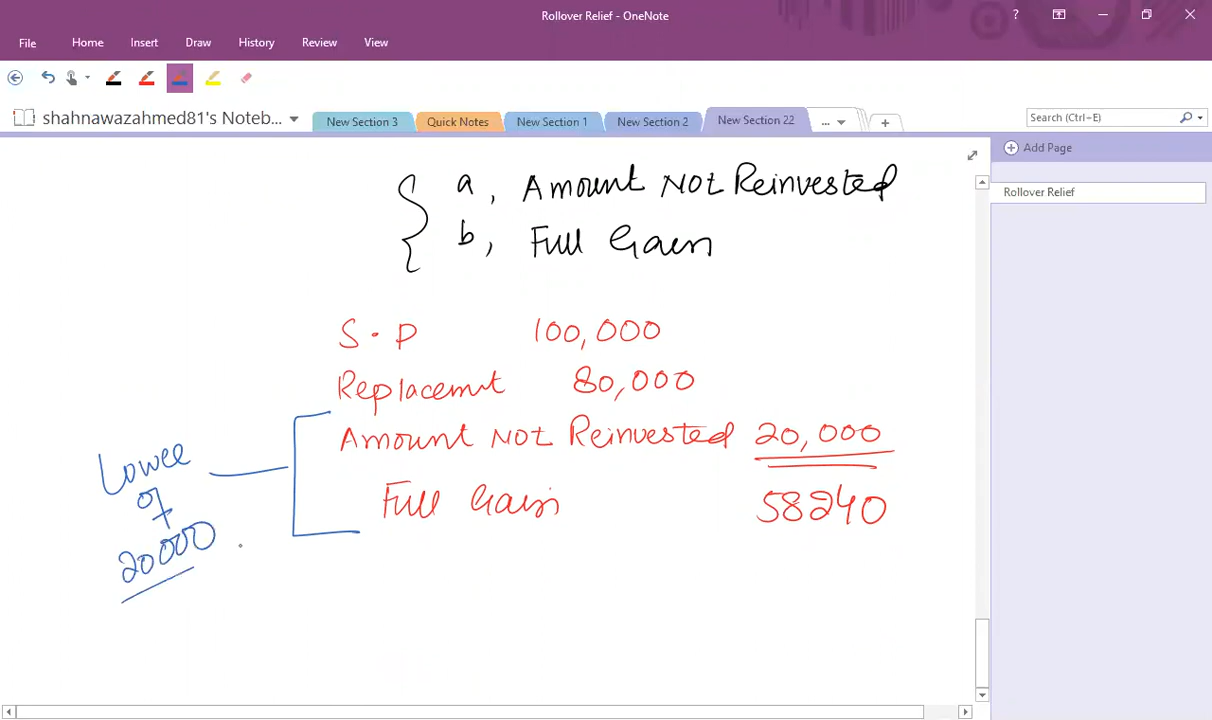 Rollover Relief - OneNote
?
File Home Insert Draw History Review View
shahnawazahmed81's Noteb... New Section 3 Quick Notes New Section 1 New Section 2 New Section 22 ... + Search (Ctrl+E)
Add Page
Rollover Relief
a, Amount Not Reinvested
b, Full Gain
S.P 100,000
Replacemnt 80,000
Amount Not Reinvested 20,000
Full Gain 58240
Lower
of
20000